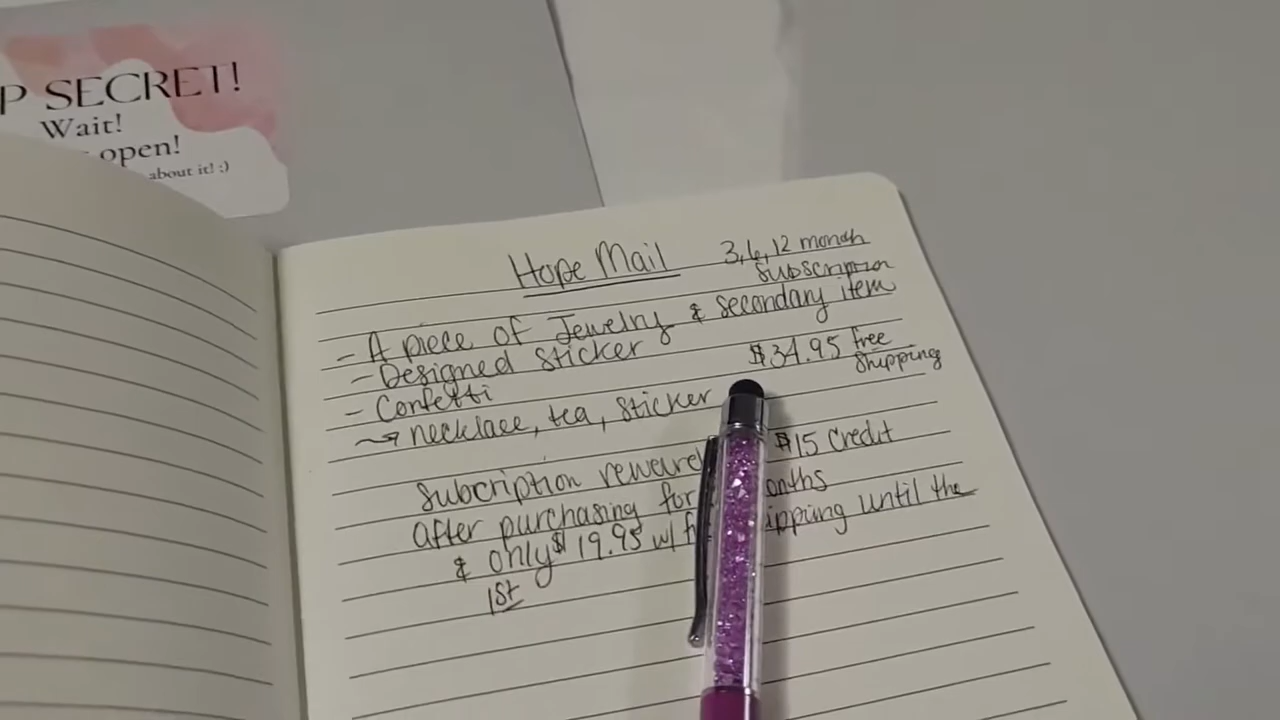 P SECRET!
Wait!
open!
about it! :)
Hope Mail
3, 6, 12 month
subscription
- A piece of Jewelry & secondary item
- Designed sticker
$34.95 free
shipping
- Confetti
necklace, tea, sticker
$15 credit
Subcription reward
After purchasing for onths
& only $19.95 w/ f ipping until the
1st